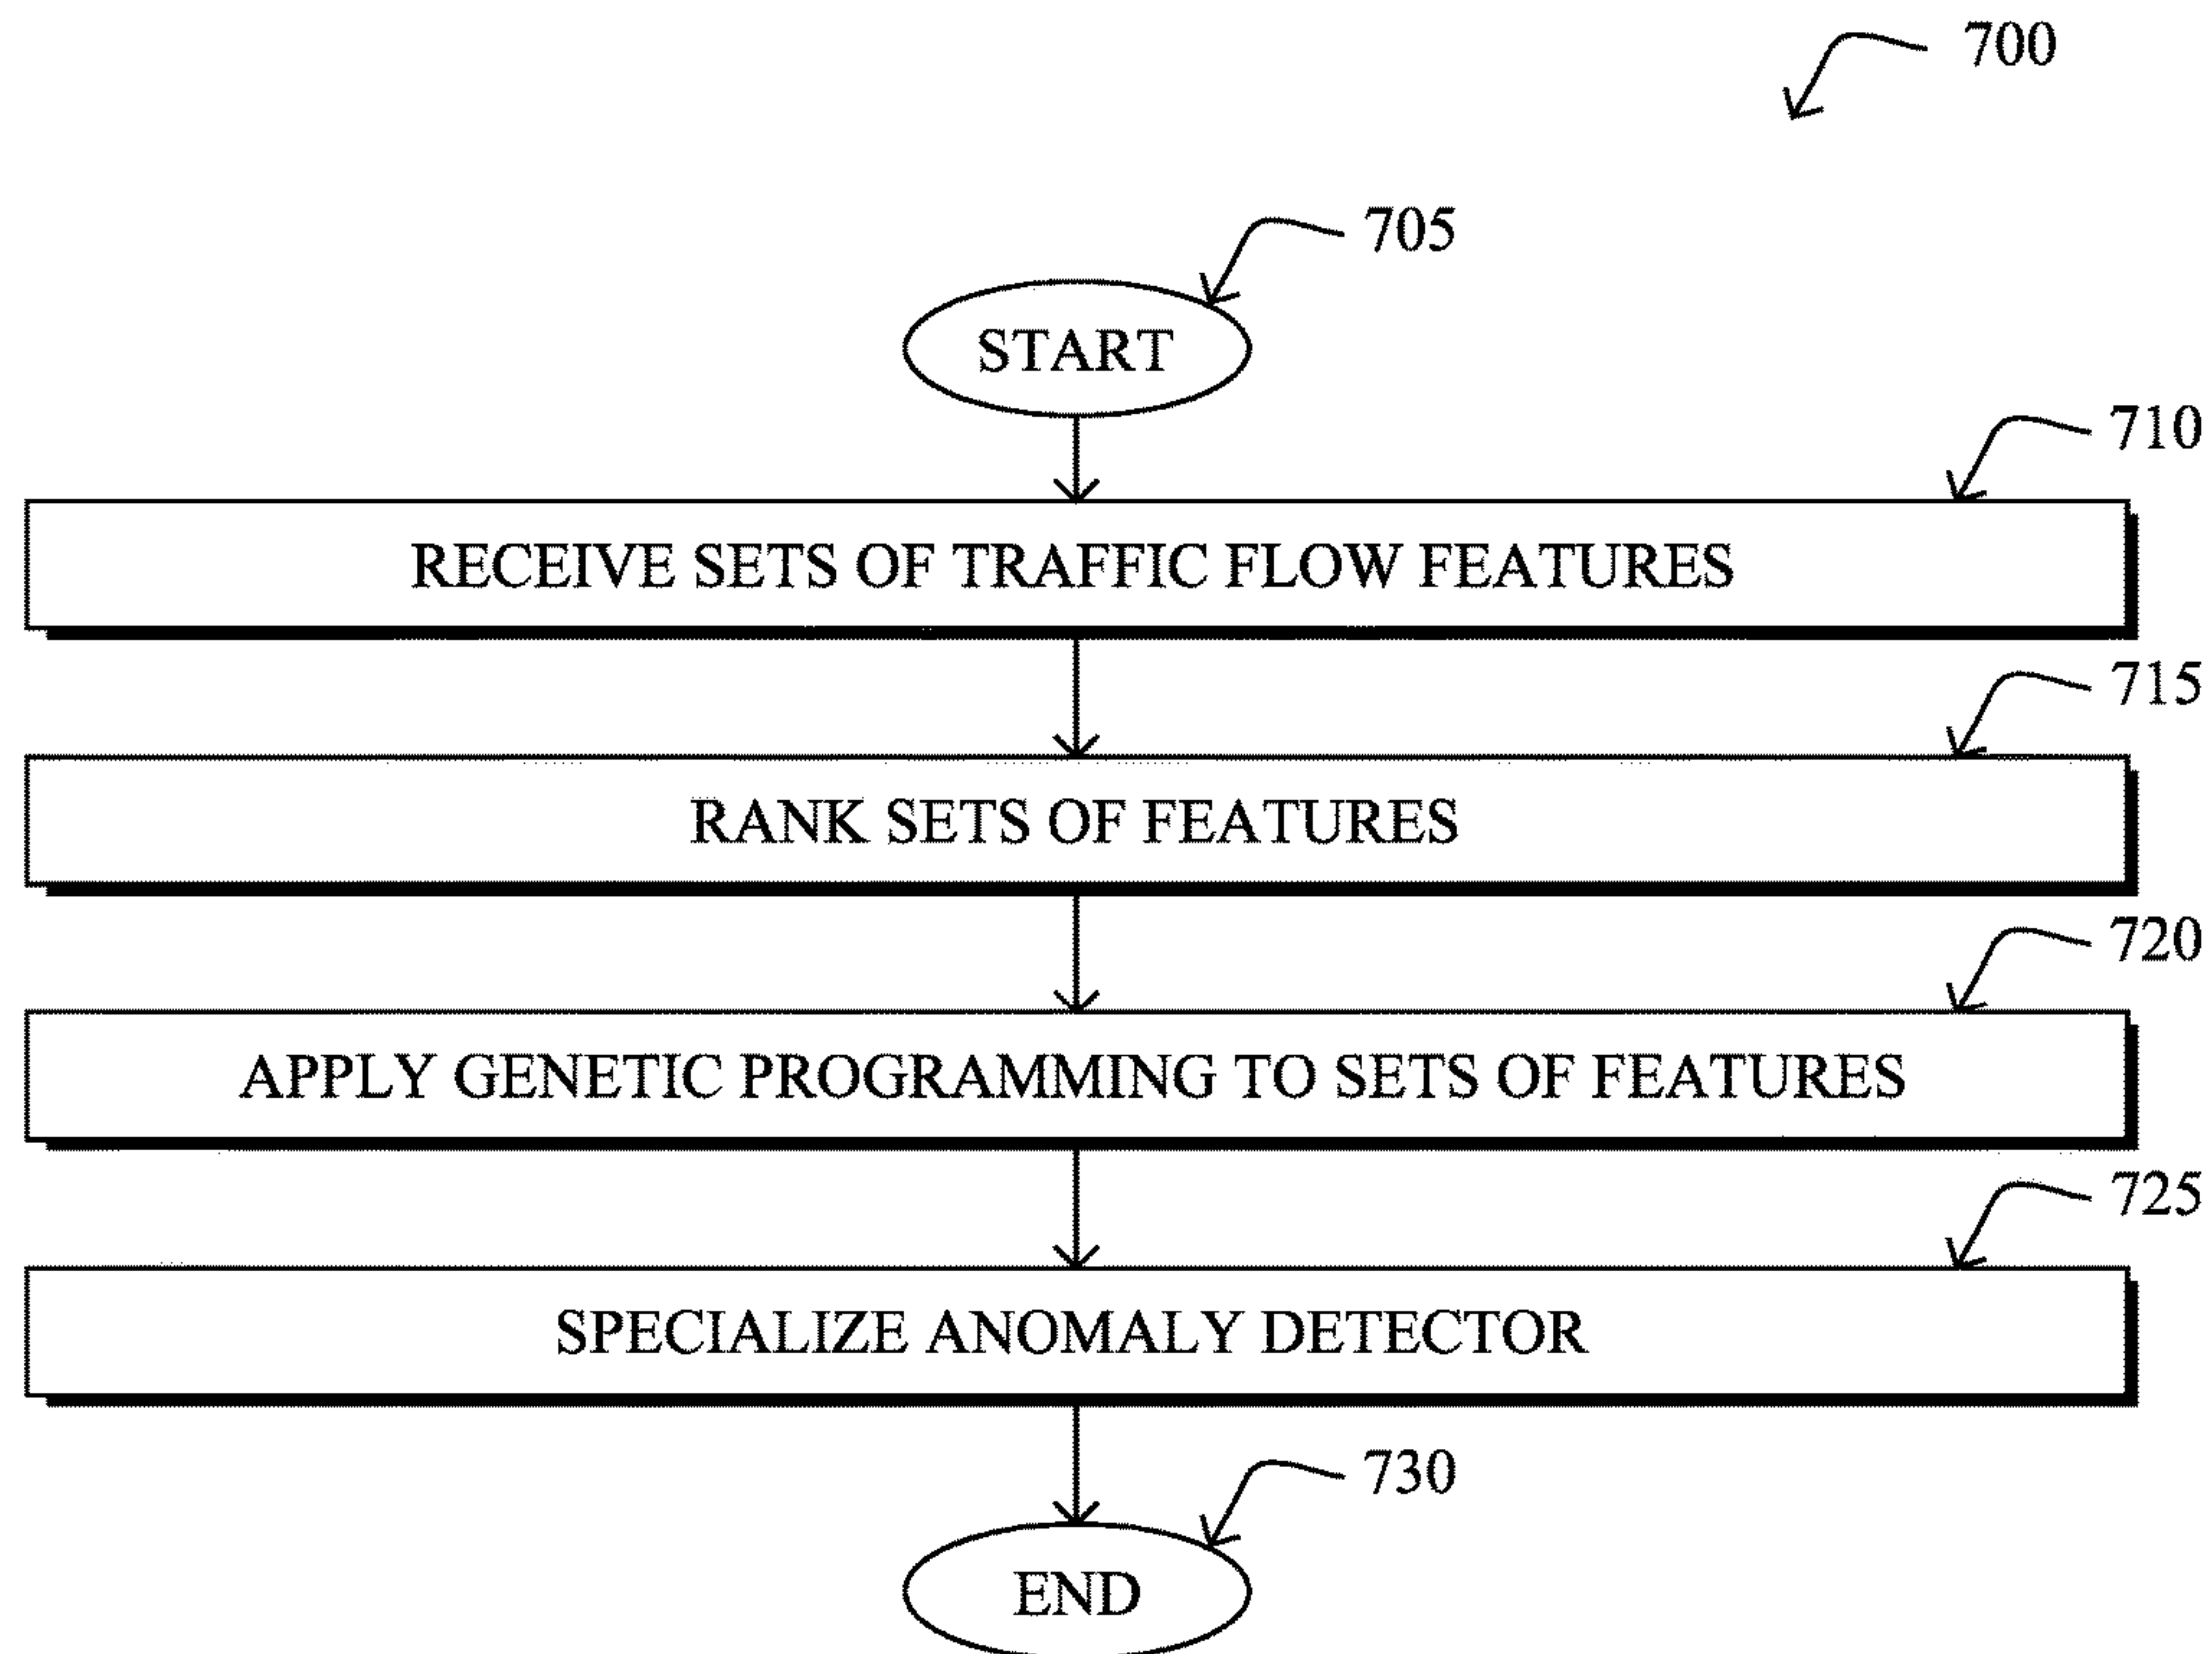 700
705
START
710
RECEIVE SETS OF TRAFFIC FLOW FEATURES
715
RANK SETS OF FEATURES
720
APPLY GENETIC PROGRAMMING TO SETS OF FEATURES
725
SPECIALIZE ANOMALY DETECTOR
730
END